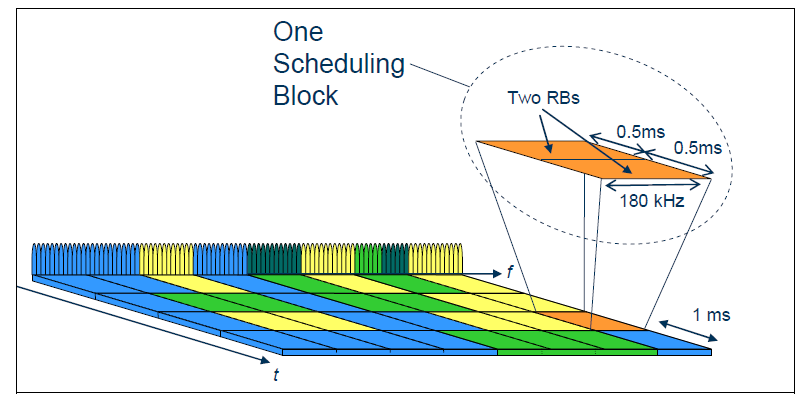 One
Scheduling
Block
Two RBs
0.5ms
0.5ms
180 kHz
f
1 ms
t